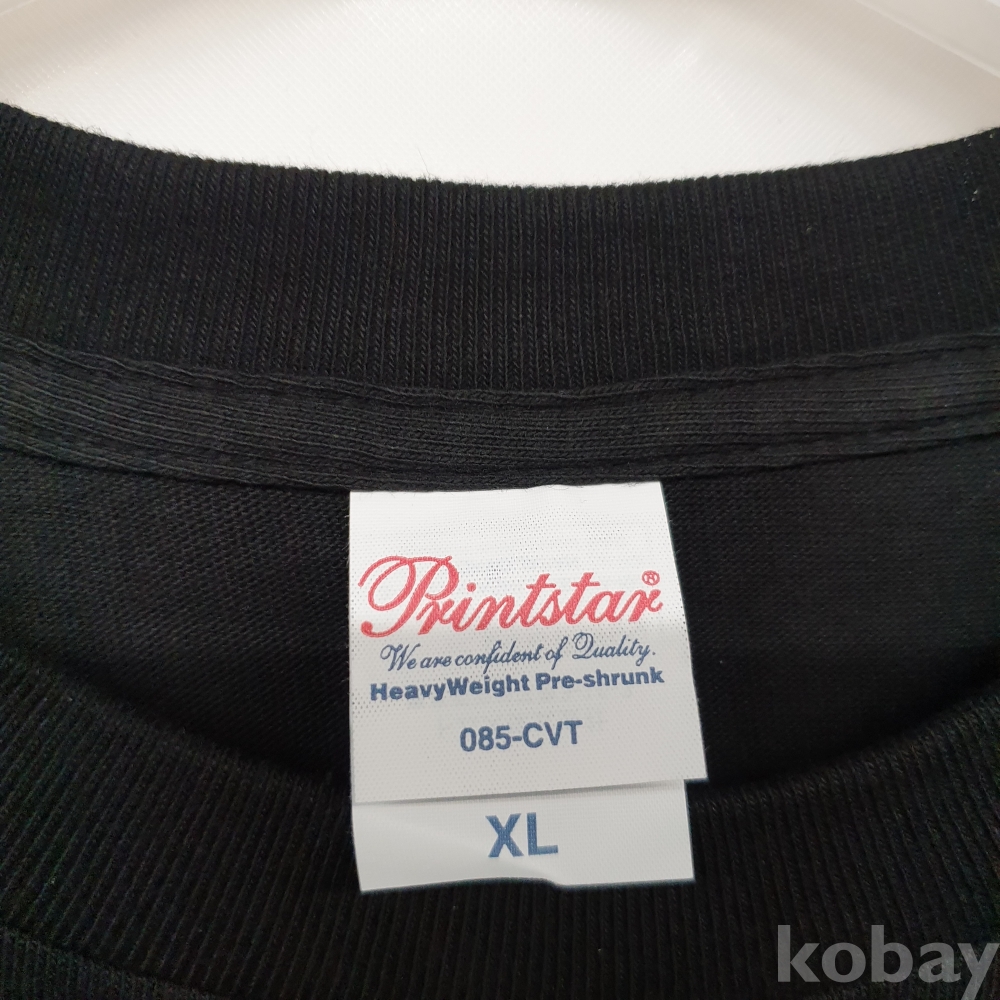 Printstar®
We are confident of Quality.
HeavyWeight Pre-shrunk
085-CVT
XL
kobay